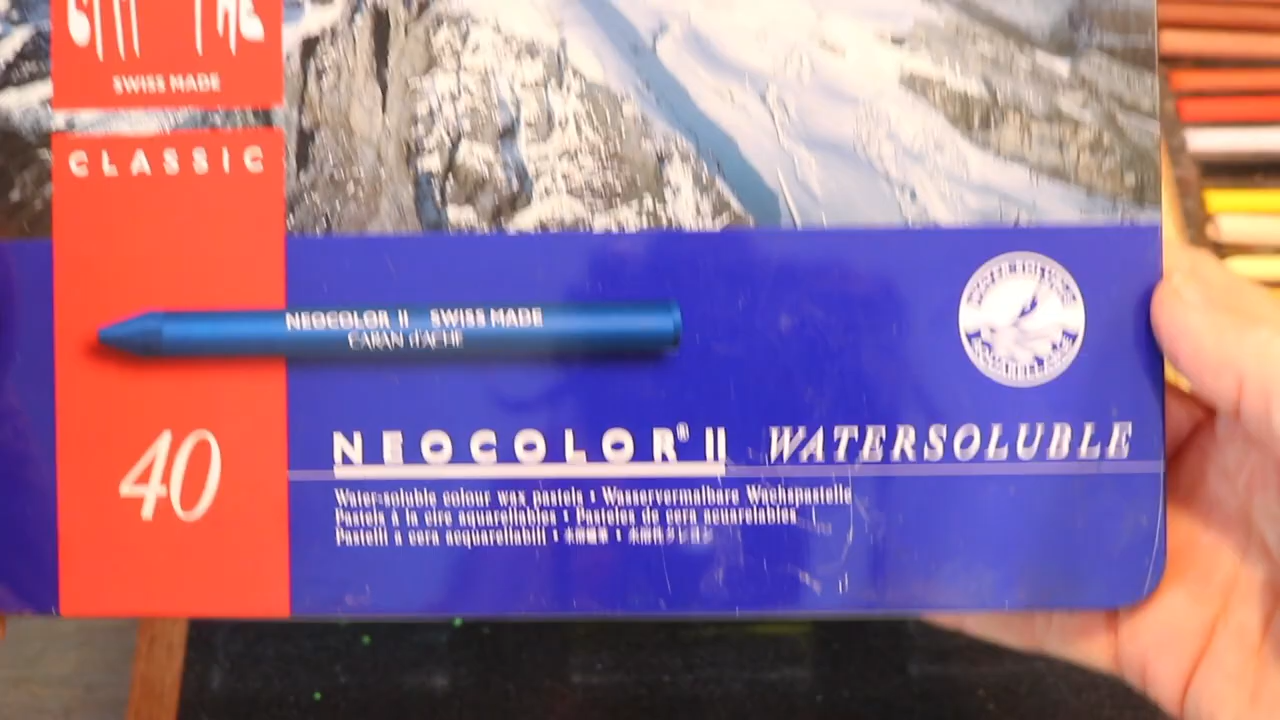 SWISS MADE
CLASSIC
NEOCOLOR II SWISS MADE
CARAN d'ACHE
40
NEOCOLOR® II WATERSOLUBLE
Water-soluble colour wax pastels : Wasservermalbare Wachspastelle
Pastels à la cire aquarellables : Pasteles de cera acuarelables
Pastelli a cera acquarellabili :